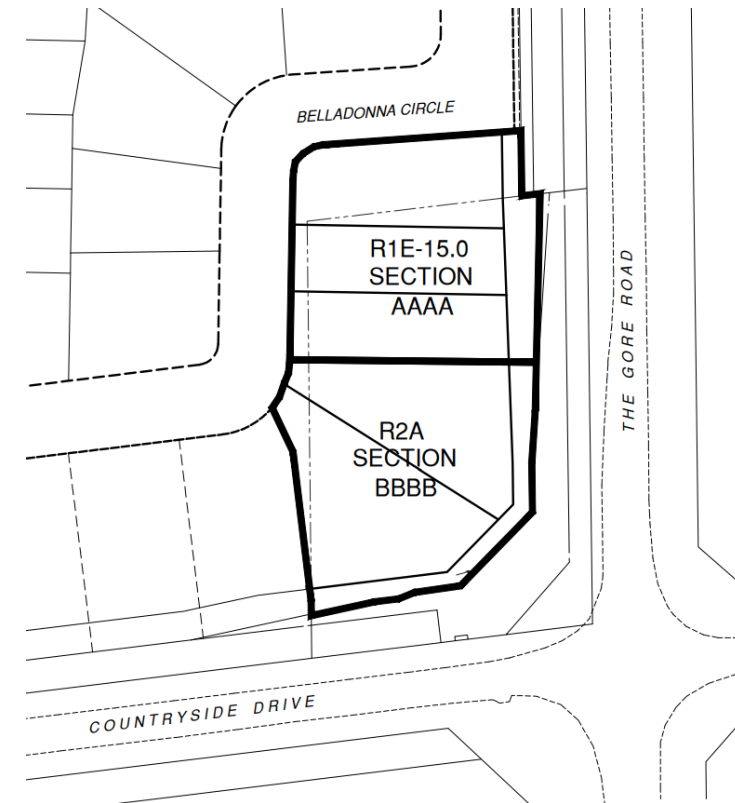 BELLADONNA CIRCLE
R1E-15.0
SECTION
AAAA
THE GORE ROAD
R2A
SECTION
BBBB
COUNTRYSIDE DRIVE